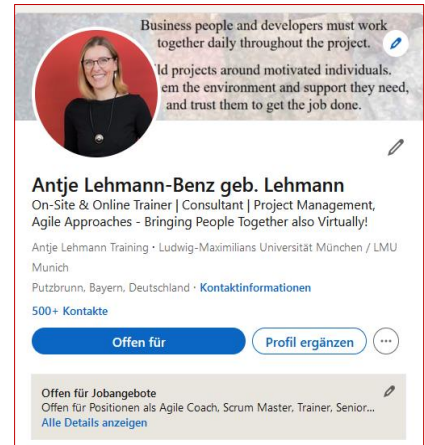 Business people and developers must work
together daily throughout the project.
ld projects around motivated individuals.
em the environment and support they need,
and trust them to get the job done.
Antje Lehmann-Benz geb. Lehmann
On-Site & Online Trainer | Consultant | Project Management,
Agile Approaches - Bringing People Together also Virtually!
Antje Lehmann Training • Ludwig-Maximilians Universität München / LMU
Munich
Putzbrunn, Bayern, Deutschland • Kontaktinformationen
500+ Kontakte
Offen für
Profil ergänzen
Offen für Jobangebote
Offen für Positionen als Agile Coach, Scrum Master, Trainer, Senior...
Alle Details anzeigen